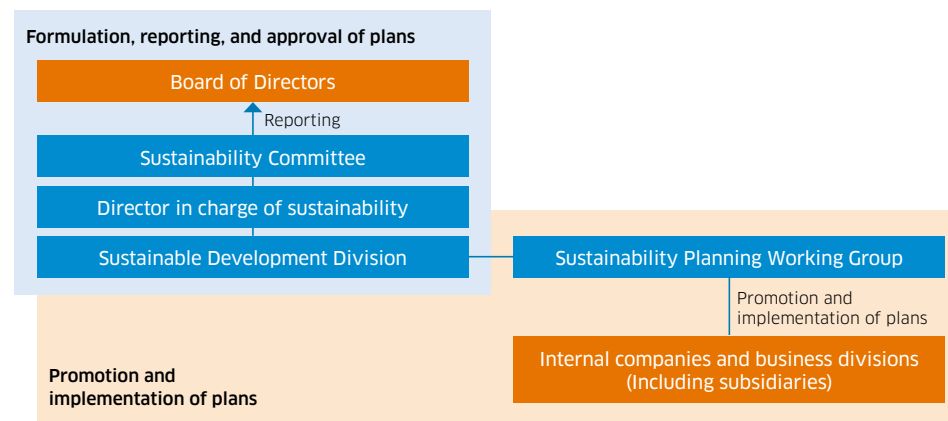 Formulation, reporting, and approval of plans
Board of Directors
Reporting
Sustainability Committee
Director in charge of sustainability
Sustainable Development Division
Sustainability Planning Working Group
Promotion and
implementation of plans
Internal companies and business divisions
(Including subsidiaries)
Promotion and
implementation of plans